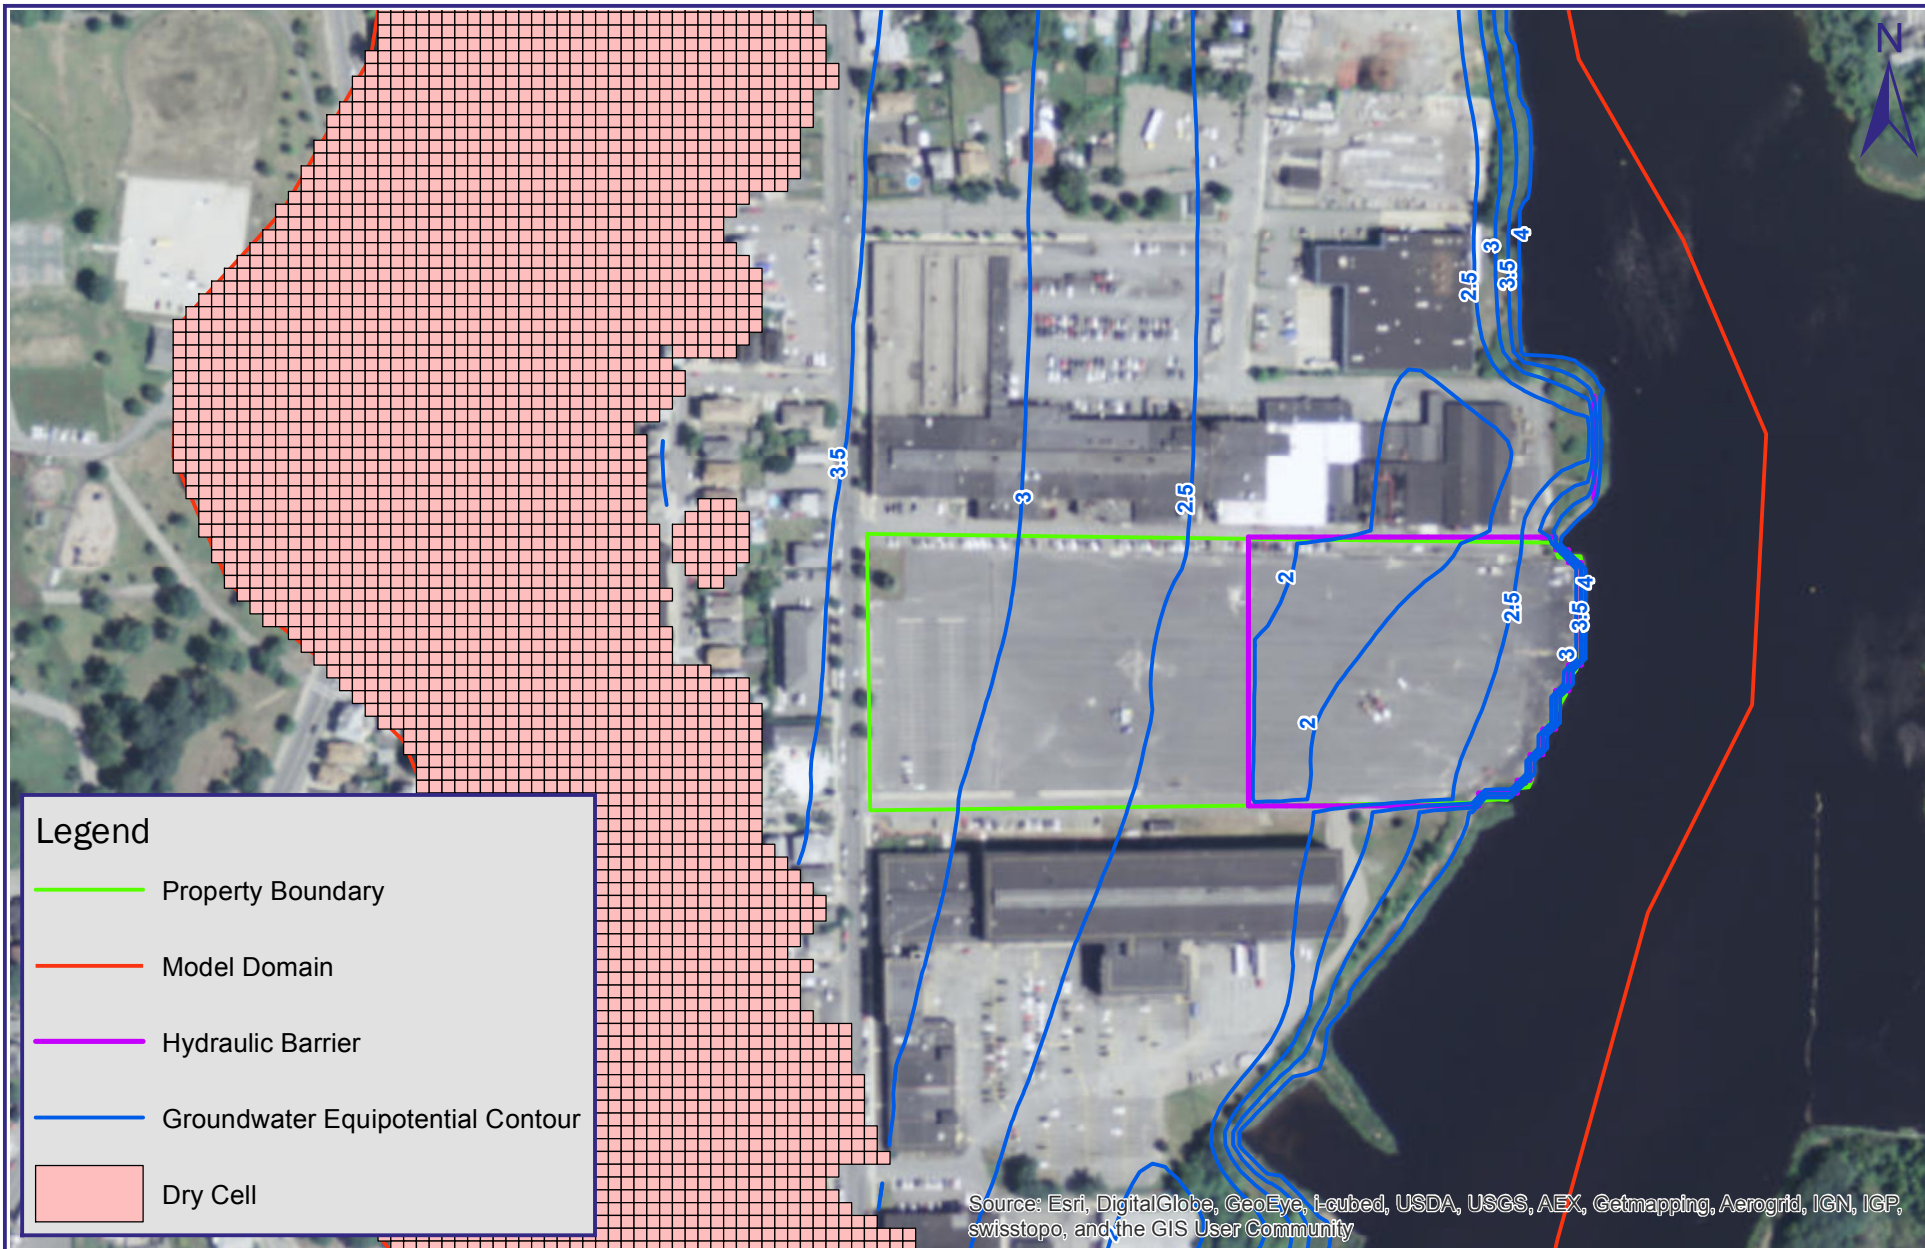 N
3
4
2.5
3.5
3.5
3
2.5
2
4
2.5
3.5
3
2
Legend
Property Boundary
Model Domain
Hydraulic Barrier
Groundwater Equipotential Contour
Dry Cell
Source: Esri, DigitalGlobe, GeoEye, i-cubed, USDA, USGS, AEX, Getmapping, Aerogrid, IGN, IGP,
swisstopo, and the GIS User Community